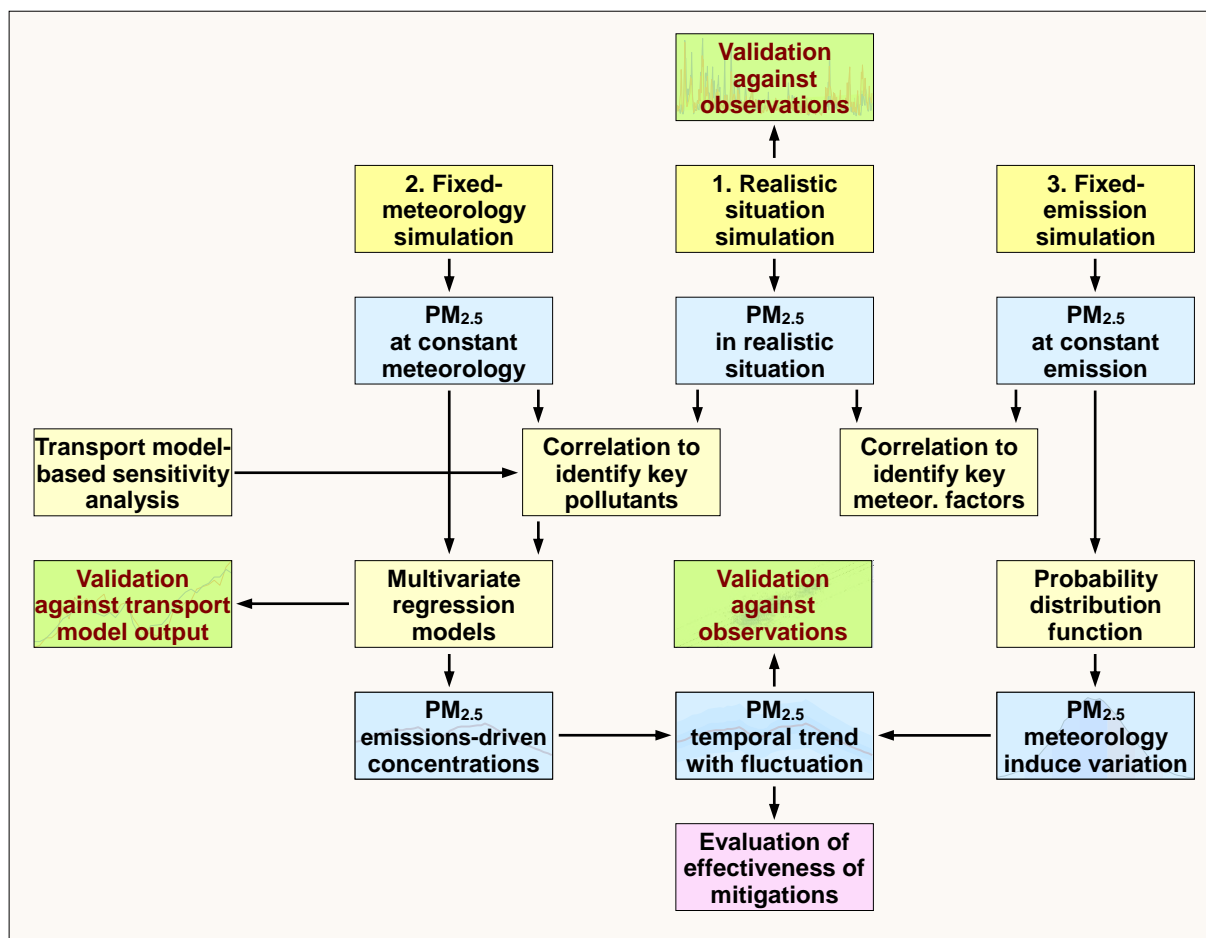 Validation
against
observations
2. Fixed-
meteorology
simulation
1. Realistic
situation
simulation
3. Fixed-
emission
simulation
PM2.5
at constant
meteorology
PM2.5
in realistic
situation
PM2.5
at constant
emission
Transport model-
based sensitivity
analysis
Correlation to
identify key
pollutants
Correlation to
identify key
meteor. factors
Validation
against transport
model output
Multivariate
regression
models
Validation
against
observations
Probability
distribution
function
PM2.5
emissions-driven
concentrations
PM2.5
temporal trend
with fluctuation
PM2.5
meteorology
induce variation
Evaluation of
effectiveness of
mitigations